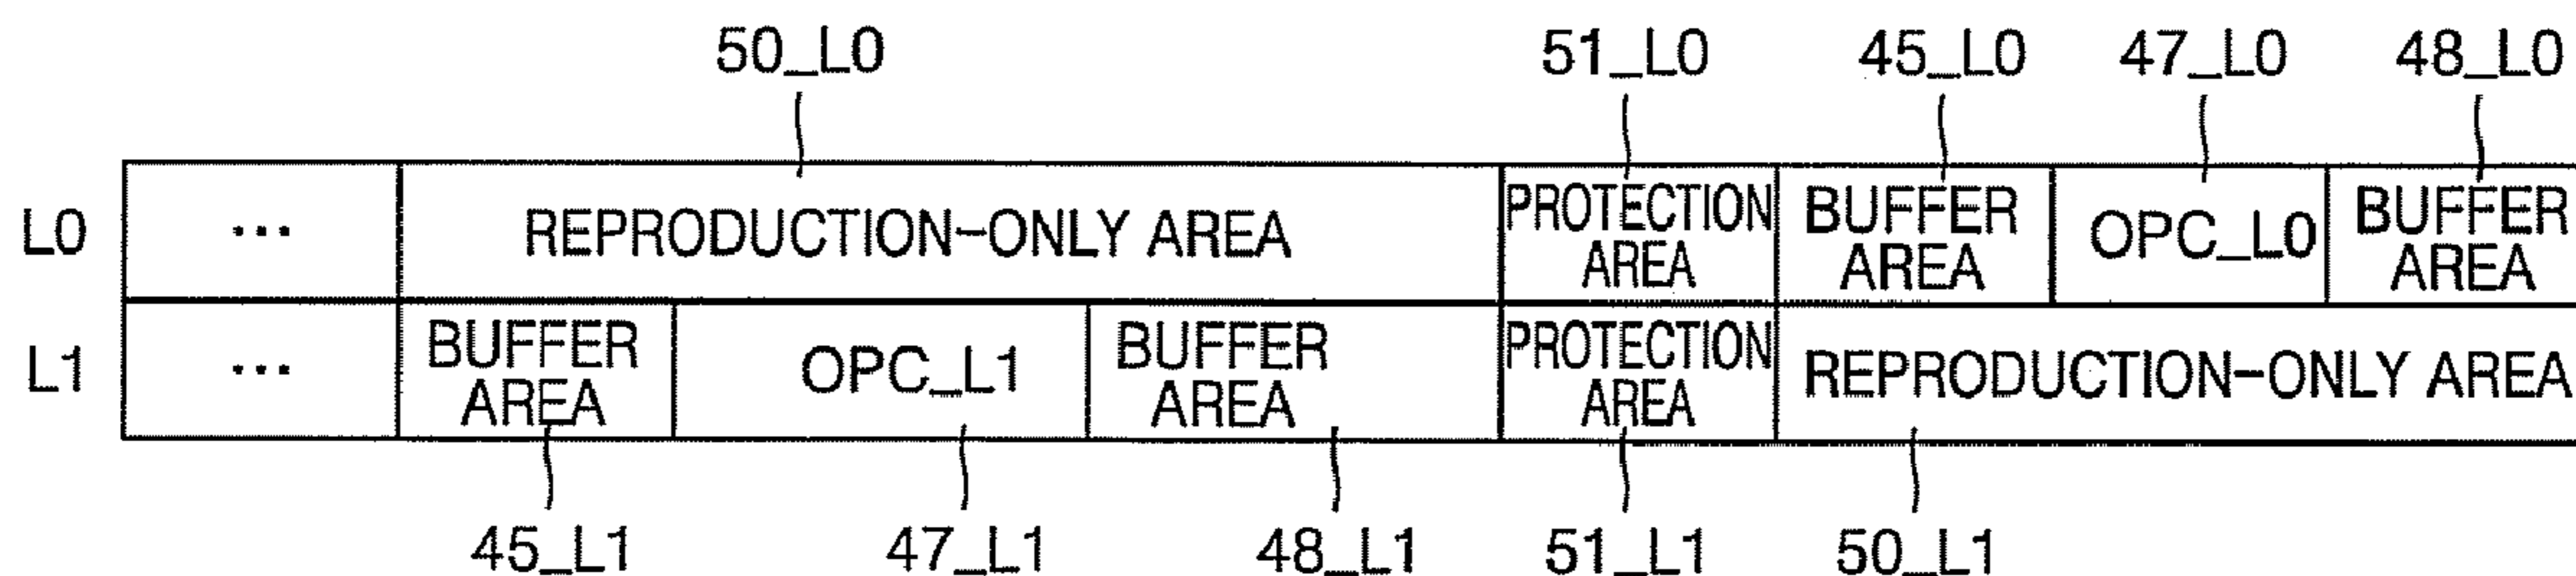 50_L0 51_L0 45_L0 47_L0 48_L0
L0 ... REPRODUCTION-ONLY AREA PROTECTION AREA BUFFER AREA OPC_L0 BUFFER AREA
L1 ... BUFFER AREA OPC_L1 BUFFER AREA PROTECTION AREA REPRODUCTION-ONLY AREA
45_L1 47_L1 48_L1 51_L1 50_L1